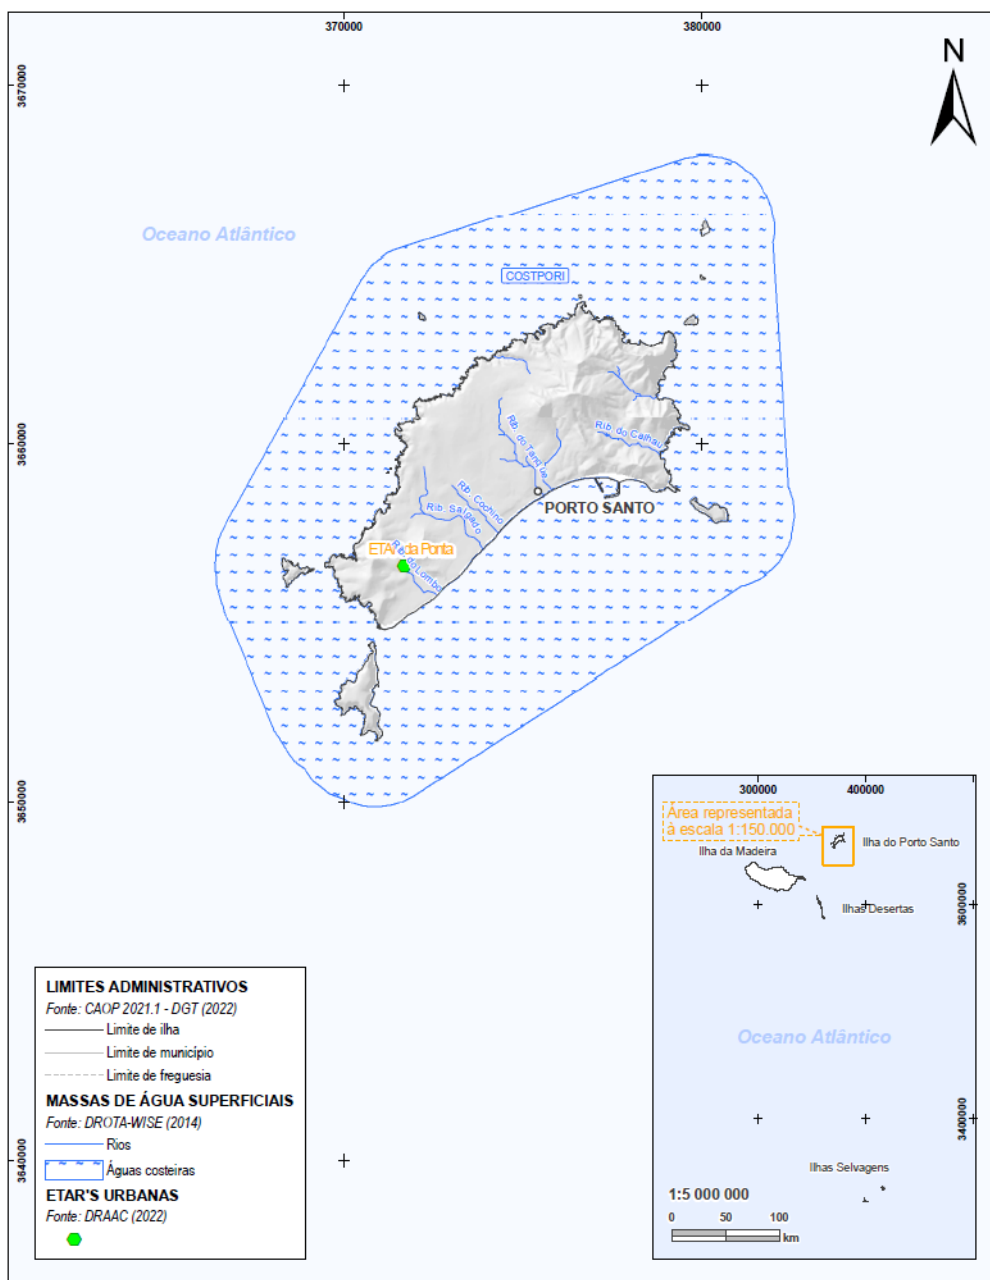 370000
380000
3670000
N
Oceano Atlântico
COSTPORI
3660000
Rib. do Tanque
Rib. do Calhau
Rib. Cochino
Rib. Salgado
PORTO SANTO
ETAR da Ponta
Rib. do Lombo
3650000
300000
400000
Área representada
à escala 1:150.000
Ilha do Porto Santo
Ilha da Madeira
3600000
Ilhas Desertas
Oceano Atlântico
3400000
Ilhas Selvagens
1:5 000 000
0 50 100
km
3640000
LIMITES ADMINISTRATIVOS
Fonte: CAOP 2021.1 - DGT (2022)
Limite de ilha
Limite de município
Limite de freguesia
MASSAS DE ÁGUA SUPERFICIAIS
Fonte: DROTA-WISE (2014)
Rios
Águas costeiras
ETAR'S URBANAS
Fonte: DRAAC (2022)